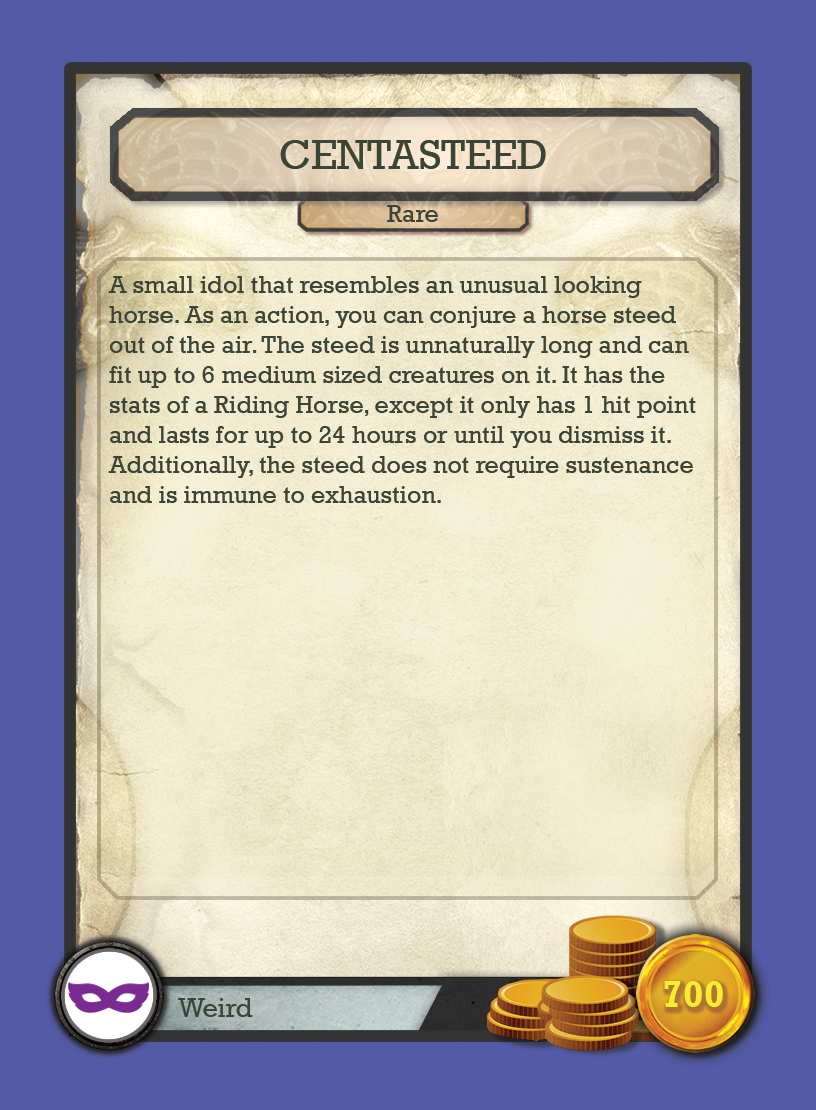 CENTASTEED
Rare
A small idol that resembles an unusual looking
horse. As an action, you can conjure a horse steed
out of the air. The steed is unnaturally long and can
fit up to 6 medium sized creatures on it. It has the
stats of a Riding Horse, except it only has 1 hit point
and lasts for up to 24 hours or until you dismiss it.
Additionally, the steed does not require sustenance
and is immune to exhaustion.
Weird
700